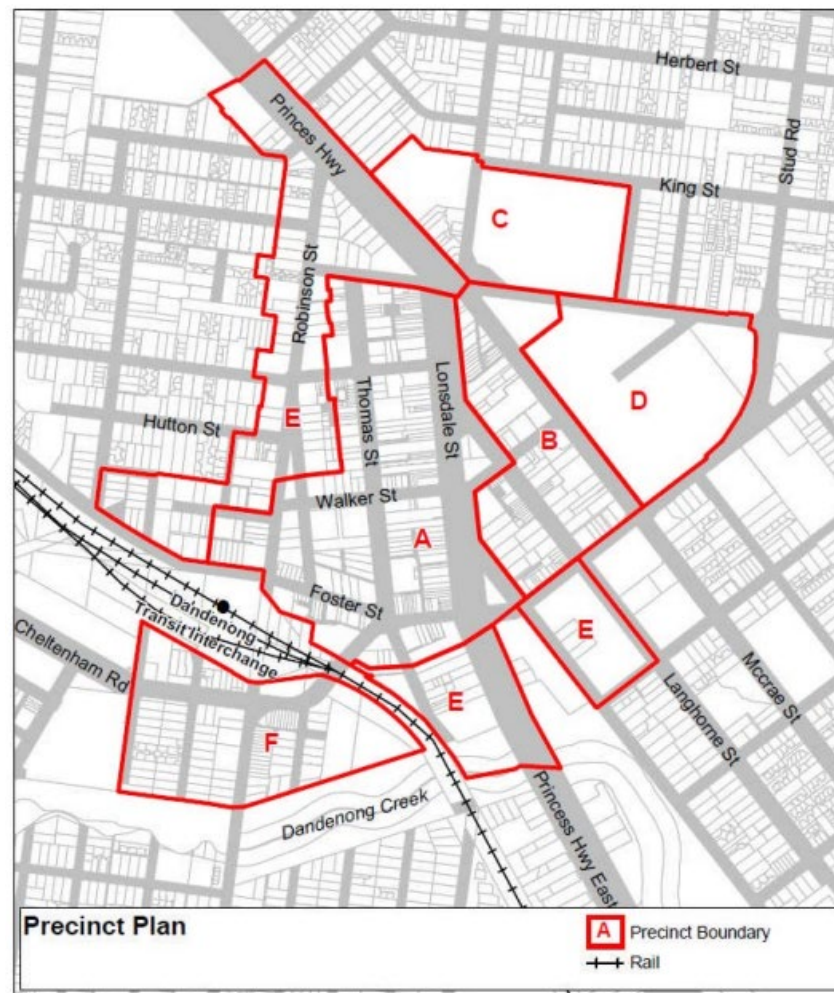 Herbert St
Princes Hwy
Stud Rd
King St
C
Robinson St
D
Lonsdale St
Thomas St
E
Hutton St
B
Walker St
A
Foster St
Dandenong
Transit Interchange
Cheltenham Rd
E
Mccrae St
Langhorne St
E
F
Dandenong Creek
Princess Hwy East
Precinct Plan
A Precinct Boundary
Rail